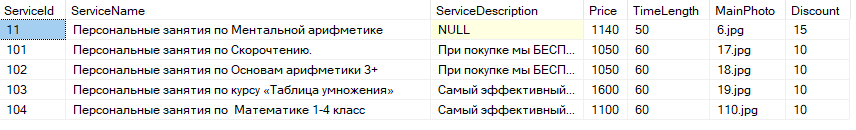 ServiceId ServiceName ServiceDescription Price TimeLength MainPhoto Discount
11 Персональные занятия по Ментальной арифметике NULL 1140 50 6.jpg 15
101 Персональные занятия по Скорочтению. При покупке мы БЕСП... 1050 60 17.jpg 10
102 Персональные занятия по Основам арифметики 3+ При покупке мы БЕСП... 1050 60 18.jpg 10
103 Персональные занятия по курсу «Таблица умножения» Самый эффективный... 1600 60 19.jpg 10
104 Персональные занятия по  Математике 1-4 класс Самый эффективный... 1100 60 110.jpg 10